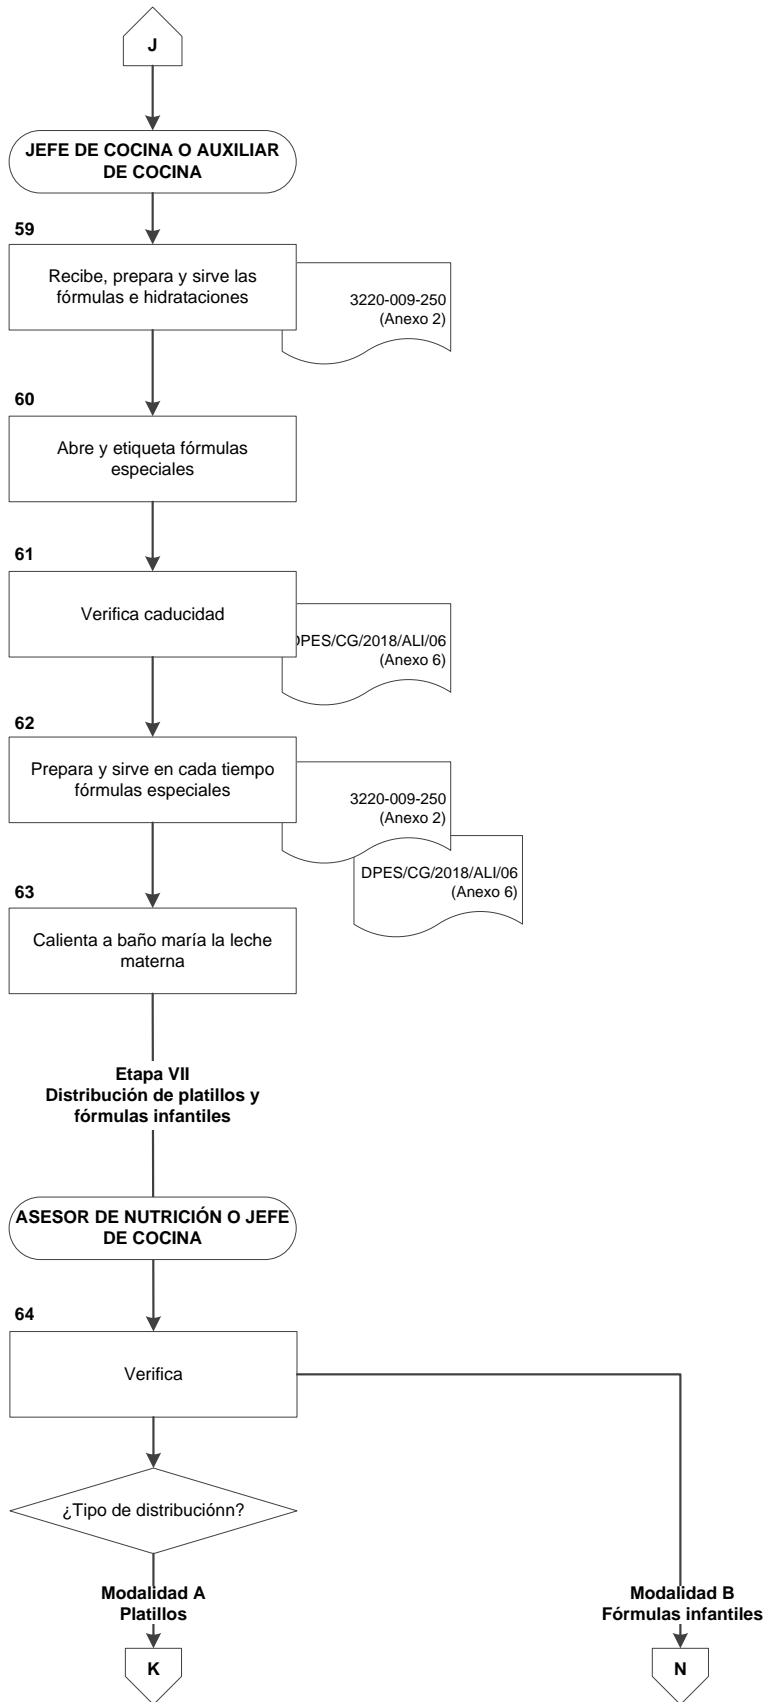 J
JEFE DE COCINA O AUXILIAR
DE COCINA
59
Recibe, prepara y sirve las
fórmulas e hidrataciones
3220-009-250
(Anexo 2)
60
Abre y etiqueta fórmulas
especiales
61
Verifica caducidad
DPES/CG/2018/ALI/06
(Anexo 6)
62
Prepara y sirve en cada tiempo
fórmulas especiales
3220-009-250
(Anexo 2)
DPES/CG/2018/ALI/06
(Anexo 6)
63
Calienta a baño maría la leche
materna
Etapa VII
Distribución de platillos y
fórmulas infantiles
ASESOR DE NUTRICIÓN O JEFE
DE COCINA
64
Verifica
¿Tipo de distribuciónn?
Modalidad A
Platillos
Modalidad B
Fórmulas infantiles
K
N